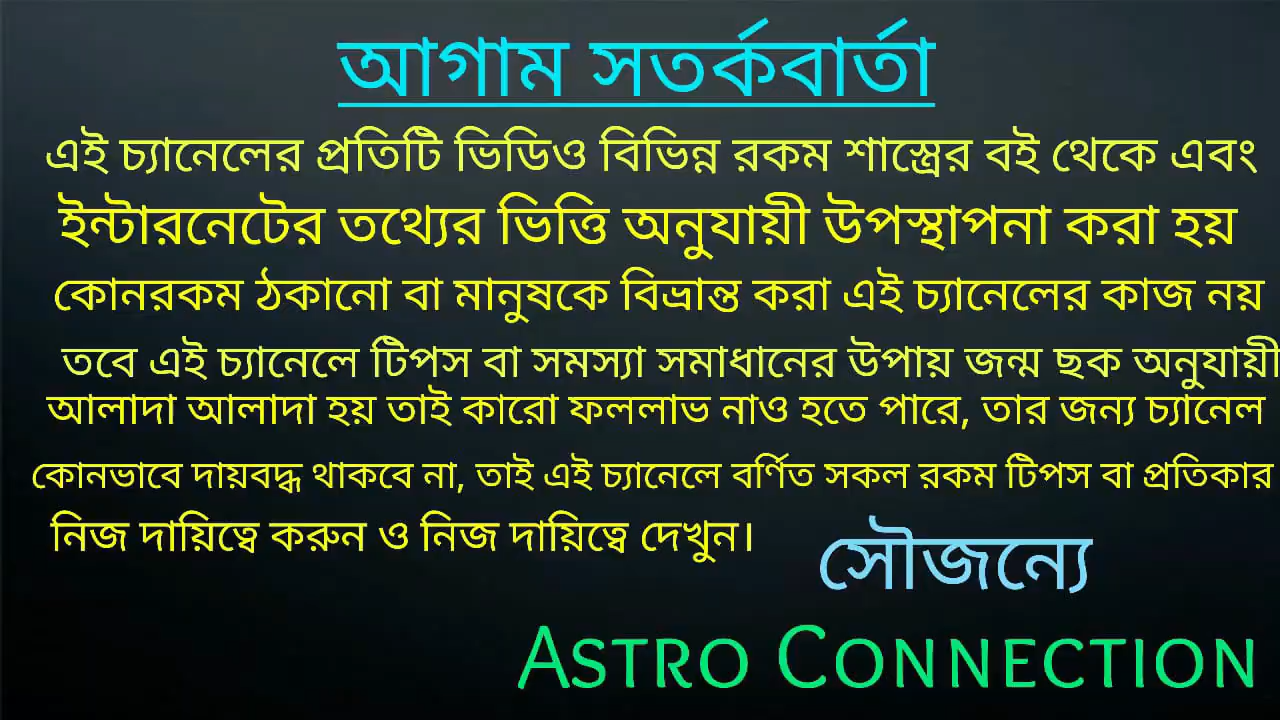 আগাম সতর্কবার্তা
এই চ্যানেলের প্রতিটি ভিডিও বিভিন্ন রকম শাস্ত্রের বই থেকে এবং
ইন্টারনেটের তথ্যের ভিত্তি অনুযায়ী উপস্থাপনা করা হয়
কোনরকম ঠকানো বা মানুষকে বিভ্রান্ত করা এই চ্যানেলের কাজ নয়
তবে এই চ্যানেলে টিপস বা সমস্যা সমাধানের উপায় জন্ম ছক অনুযায়ী
আলাদা আলাদা হয় তাই কারো ফললাভ নাও হতে পারে, তার জন্য চ্যানেল
কোনভাবে দায়বদ্ধ থাকবে না, তাই এই চ্যানেলে বর্ণিত সকল রকম টিপস বা প্রতিকার
নিজ দায়িত্বে করুন ও নিজ দায়িত্বে দেখুন।
সৌজন্যে
ASTRO CONNECTION